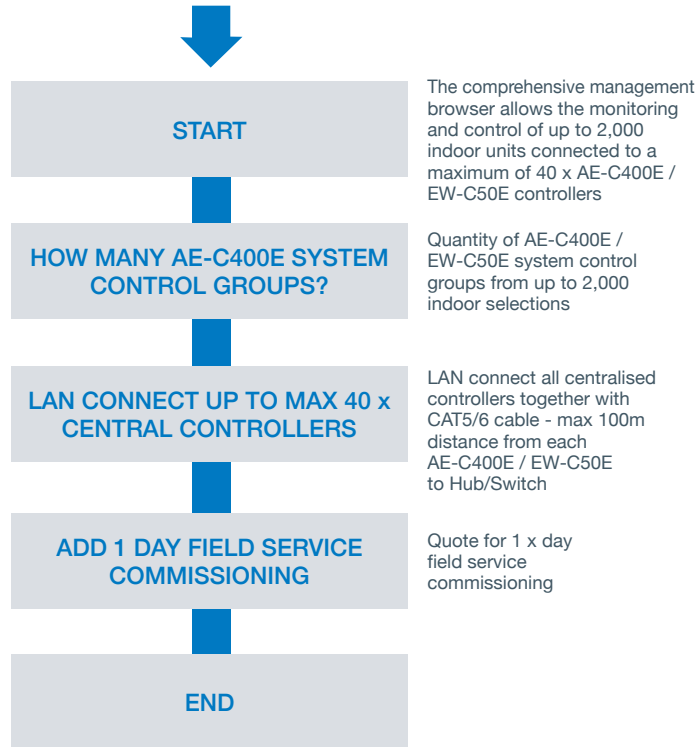 START
The comprehensive management
browser allows the monitoring
and control of up to 2,000
indoor units connected to a
maximum of 40 x AE-C400E /
EW-C50E controllers
HOW MANY AE-C400E SYSTEM
CONTROL GROUPS?
Quantity of AE-C400E /
EW-C50E system control
groups from up to 2,000
indoor selections
LAN CONNECT UP TO MAX 40 x
CENTRAL CONTROLLERS
LAN connect all centralised
controllers together with
CAT5/6 cable - max 100m
distance from each
AE-C400E / EW-C50E
to Hub/Switch
ADD 1 DAY FIELD SERVICE
COMMISSIONING
Quote for 1 x day
field service
commissioning
END